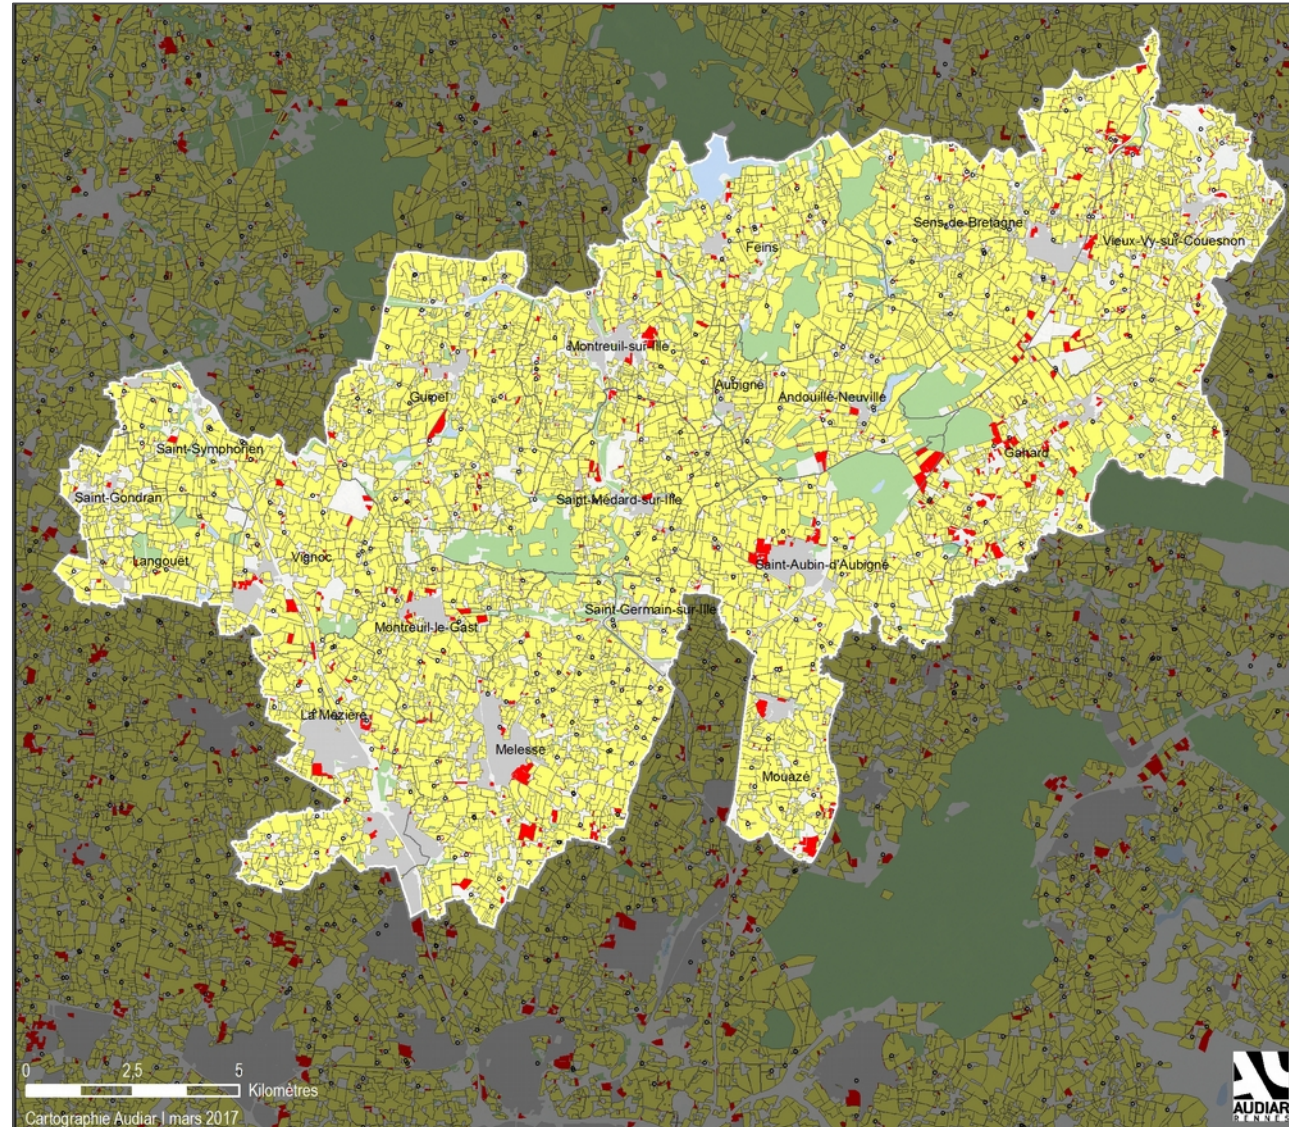 Sens-de-Bretagne
Vieux-Vy-sur-Couesnon
Feins
Montreuil-sur-Ille
Aubigné
Andouillé-Neuville
Guipel
Saint-Symphorien
Gahard
Saint-Gondran
Saint-Médard-sur-Ille
Langouët
Vignoc
Saint-Aubin-d'Aubigné
Saint-Germain-sur-Ille
Montreuil-le-Gast
La Mézière
Melesse
Mouazé
0 2,5 5
Kilomètres
Cartographie Audiar I mars 2017
AU
AUDIAR
RENNES